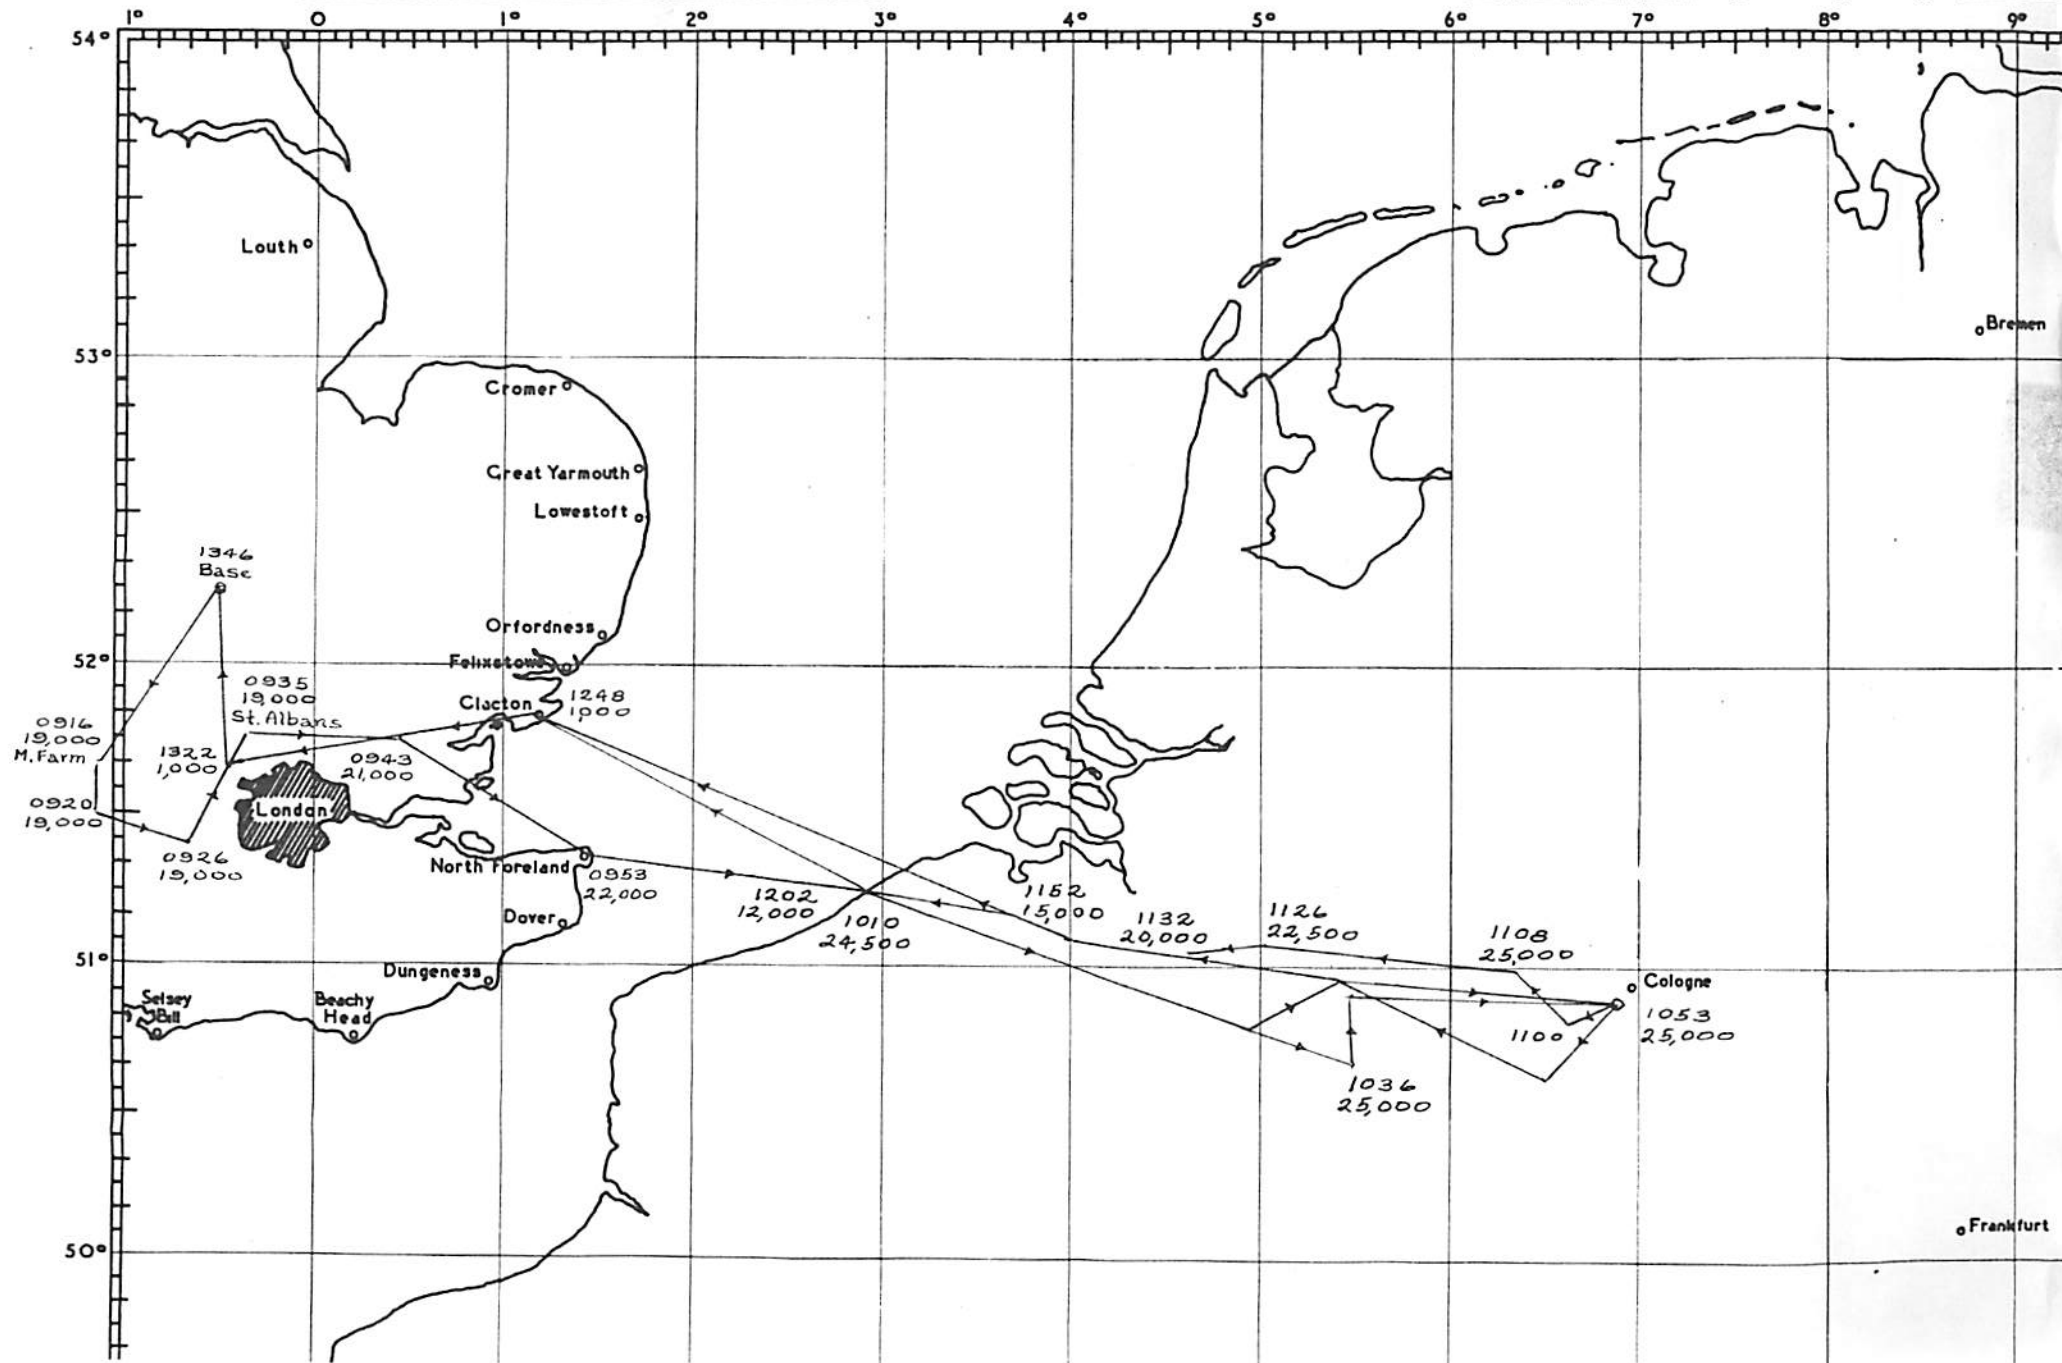 1° 0 1° 2° 3° 4° 5° 6° 7° 8° 9°
54°
Louth
Bremen
53°
Cromer
Great Yarmouth
Lowestoft
1346
Base
Orfordness
52°
Felixstowe
0935
19,000
St. Albans
Clacton
1248
1,000
0916
19,000
M. Farm
1322
1,000
0943
21,000
0920
19,000
London
0926
19,000
North Foreland
0953
22,000
1202
12,000
1152
15,000
Dover
1010
24,500
1132
20,000
1126
22,500
1108
25,000
51°
Dungeness
Cologne
Selsey
Bill
Beachy
Head
1053
25,000
1100
1036
25,000
Frankfurt
50°